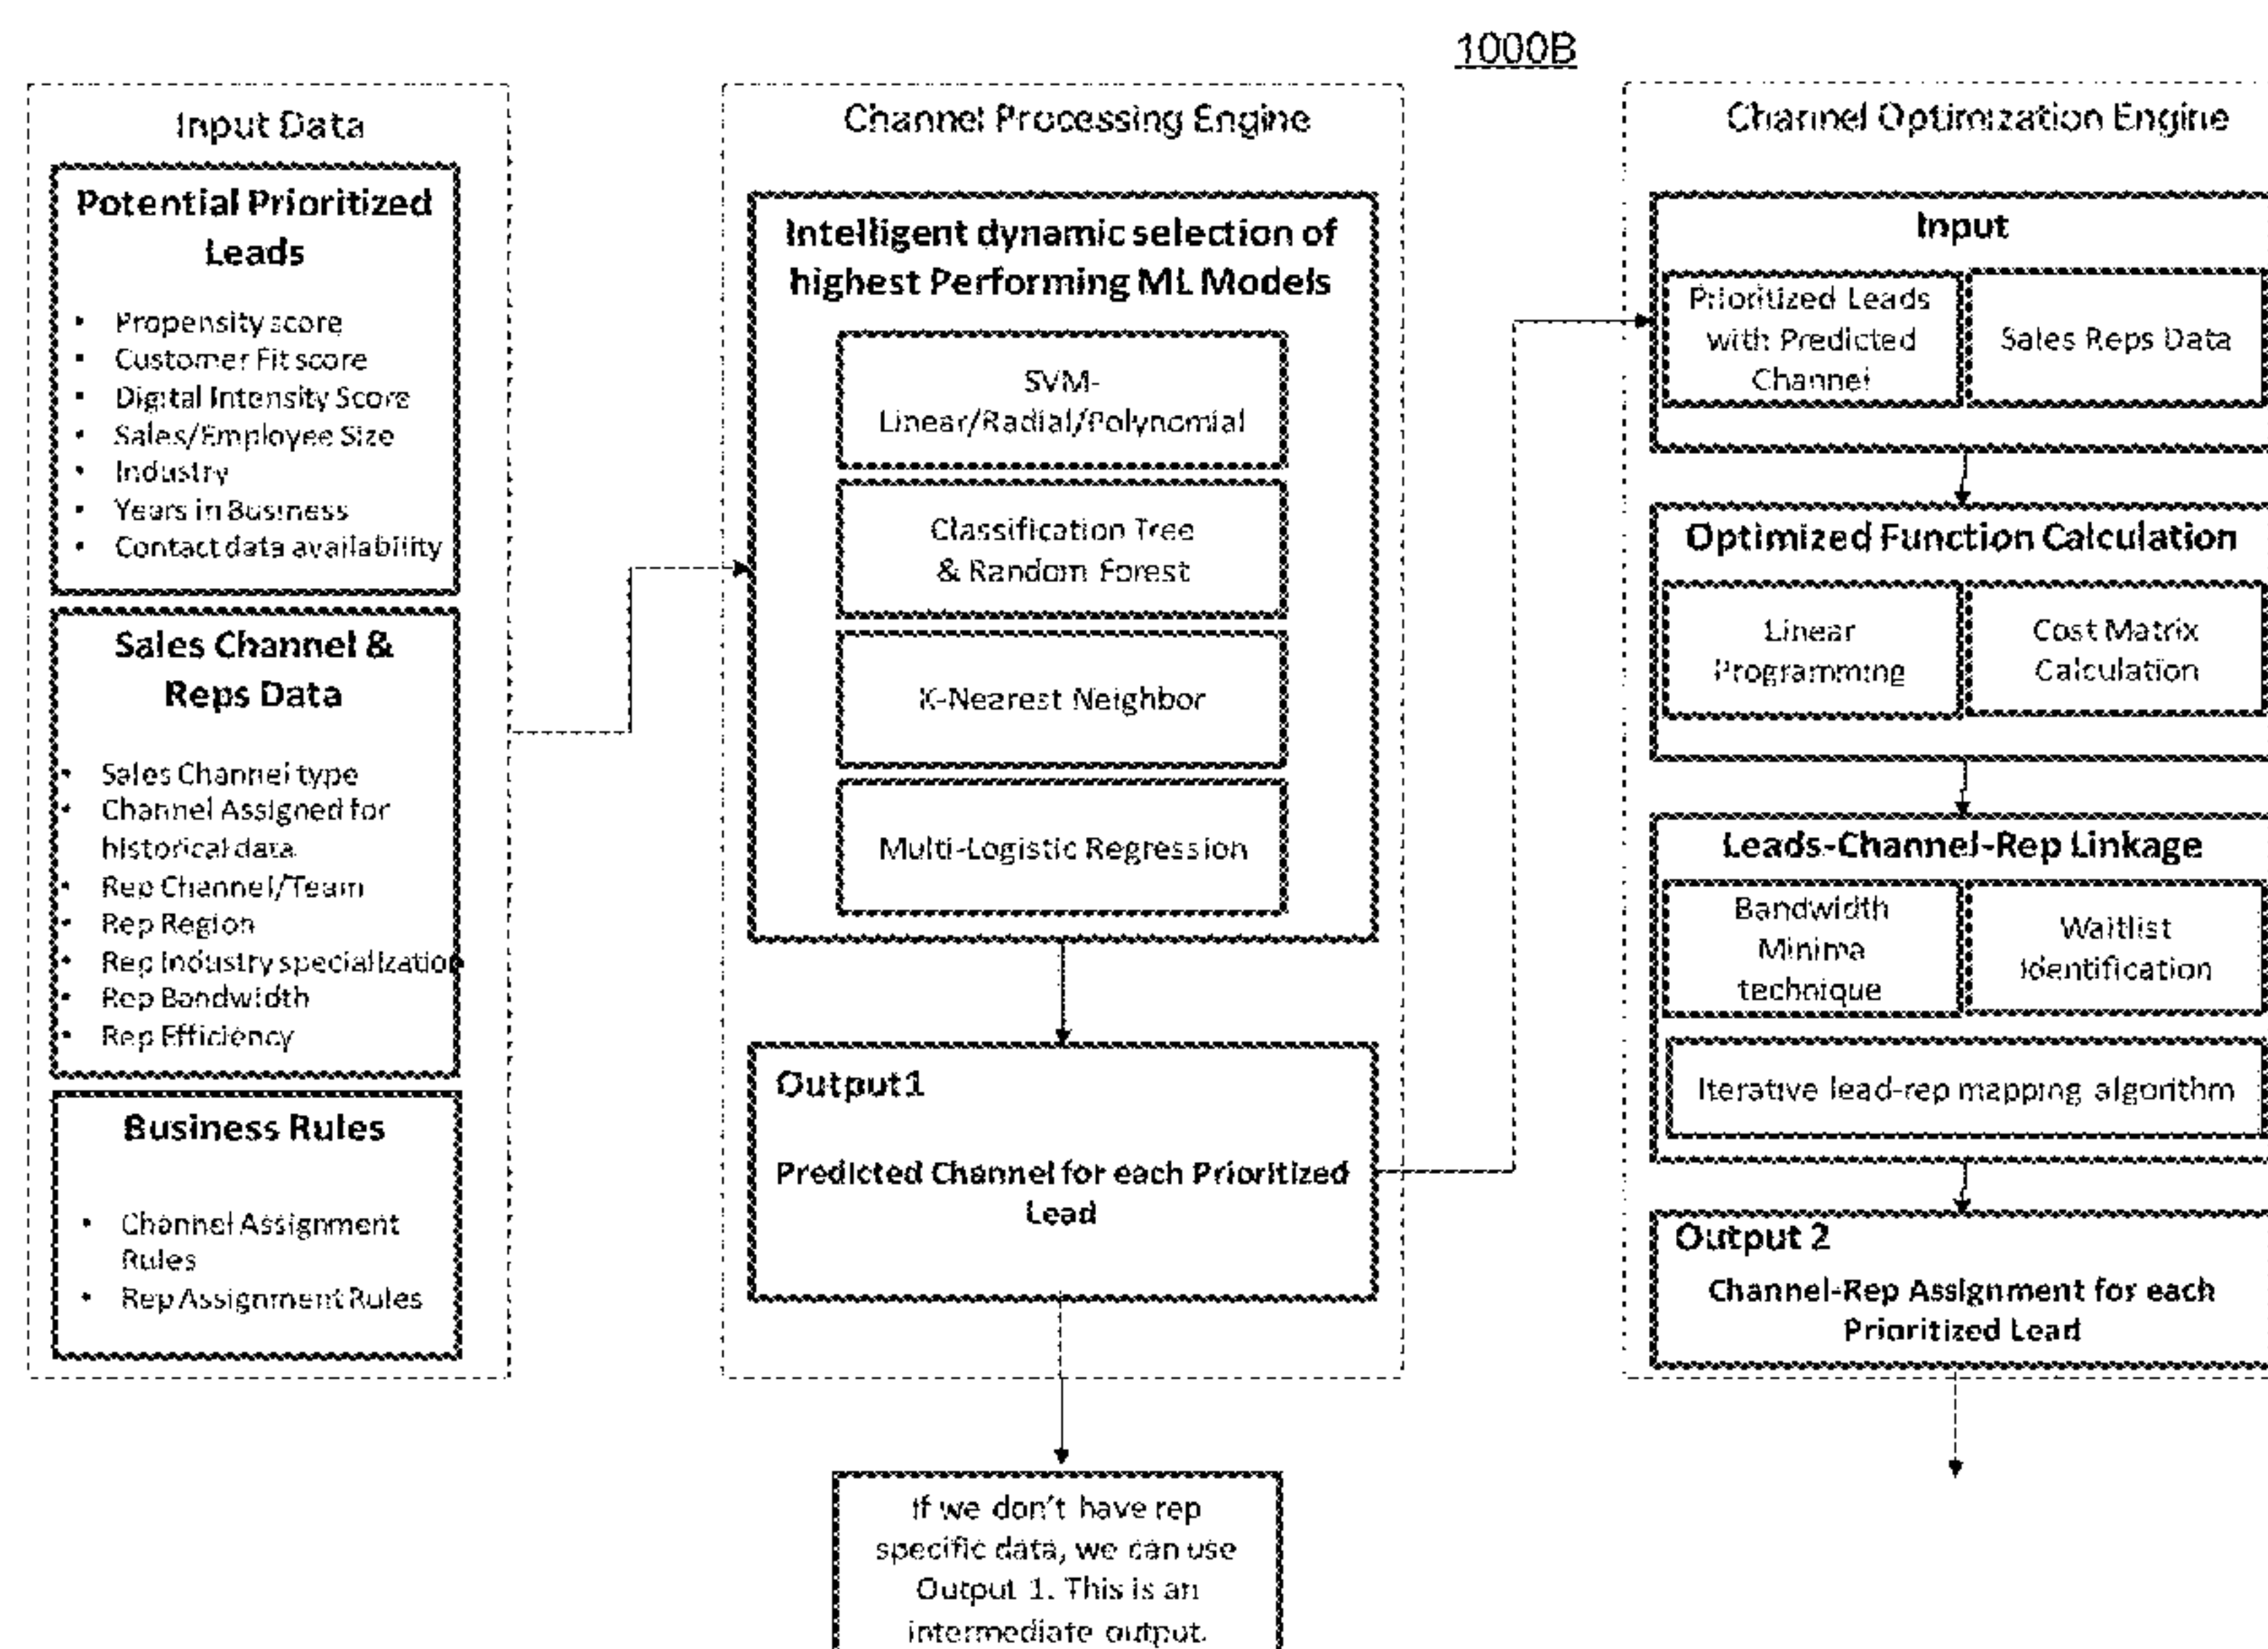 1000B
Input Data
Potential Prioritized
Leads
• Propensity score
• Customer Fit score
• Digital Intensity Score
• Sales/Employee Size
• Industry
• Years in Business
• Contact data availability
Sales Channel &
Reps Data
• Sales Channel type
• Channel Assigned for
historical data
• Rep Channel/Team
• Rep Region
• Rep Industry specialization
• Rep Bandwidth
• Rep Efficiency
Business Rules
• Channel Assignment
Rules
• Rep Assignment Rules
Channel Processing Engine
Intelligent dynamic selection of
highest Performing ML Models
SVM-
Linear/Radial/Polynomial
Classification Tree
& Random Forest
K-Nearest Neighbor
Multi-Logistic Regression
Output1
Predicted Channel for each Prioritized
Lead
If we don't have rep
specific data, we can use
Output 1. This is an
intermediate output.
Channel Optimization Engine
Input
Prioritized Leads
with Predicted
Channel
Sales Reps Data
Optimized Function Calculation
Linear
Programming
Cost Matrix
Calculation
Leads-Channel-Rep Linkage
Bandwidth
Minima
technique
Waitlist
Identification
Iterative lead-rep mapping algorithm
Output 2
Channel-Rep Assignment for each
Prioritized Lead